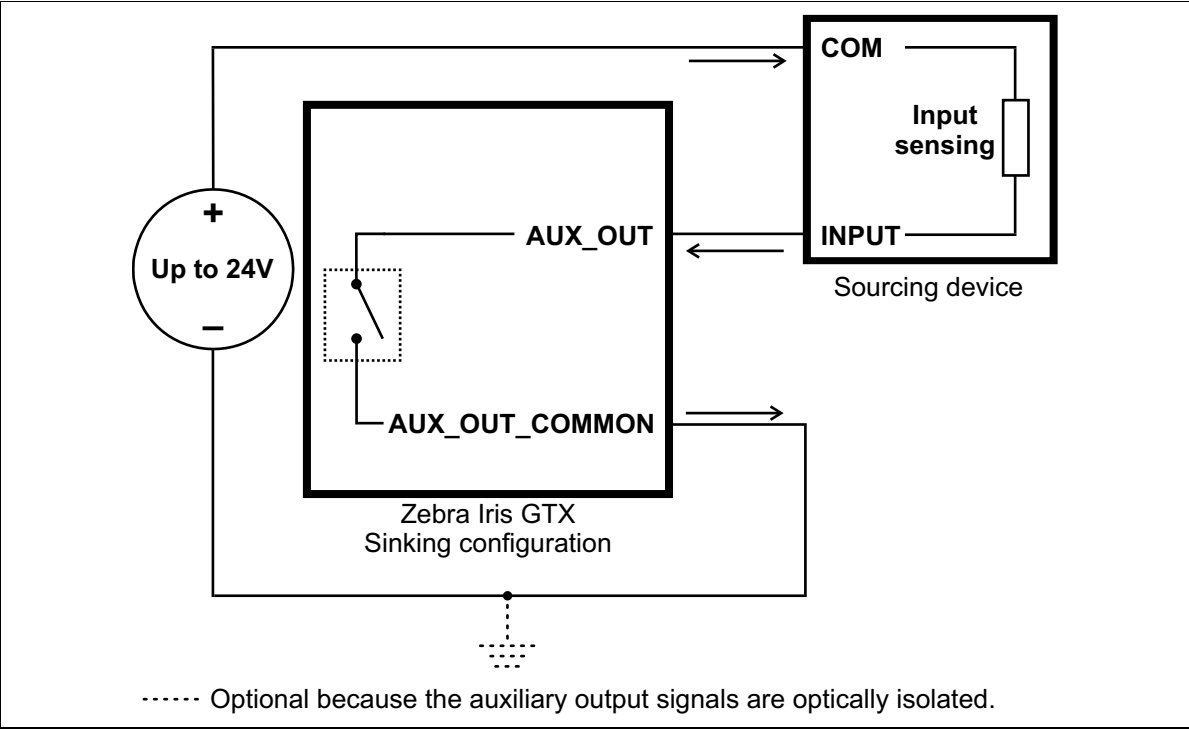 COM
Input
sensing
+
Up to 24V
–
AUX_OUT
INPUT
Sourcing device
AUX_OUT_COMMON
Zebra Iris GTX
Sinking configuration
Optional because the auxiliary output signals are optically isolated.